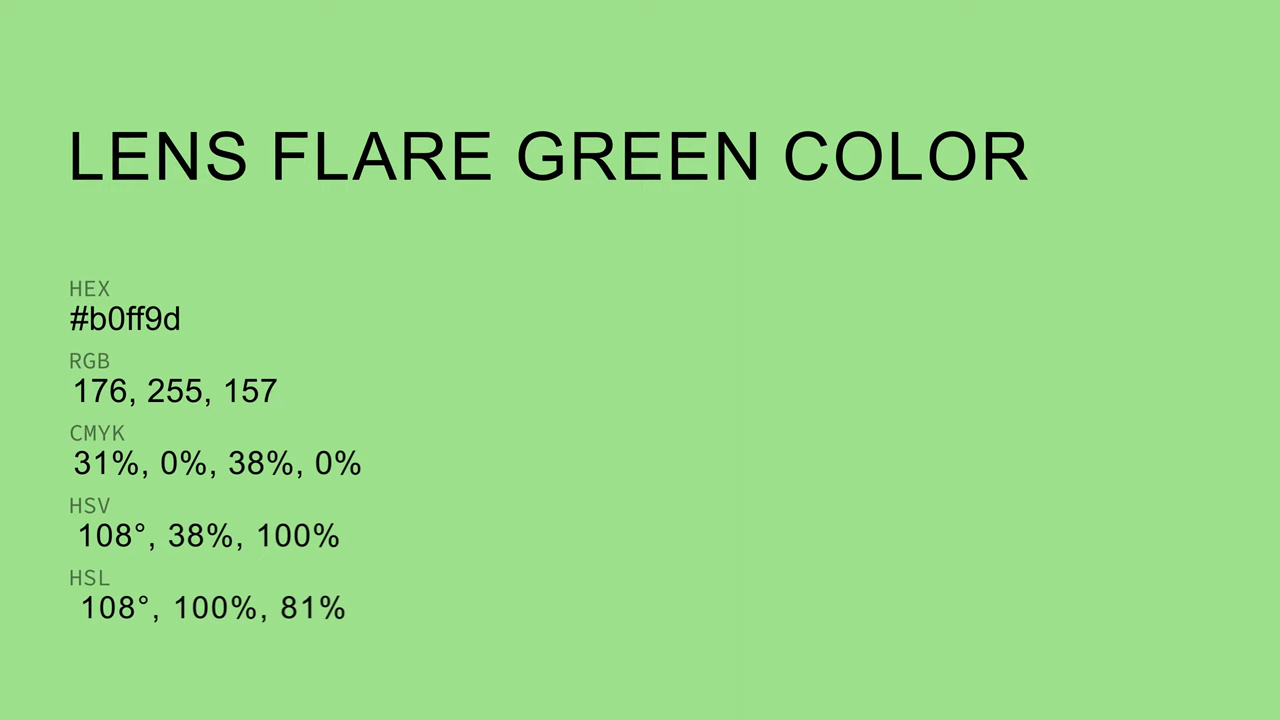 LENS FLARE GREEN COLOR
HEX
#b0ff9d
RGB
176, 255, 157
CMYK
31%, 0%, 38%, 0%
HSV
108°, 38%, 100%
HSL
108°, 100%, 81%